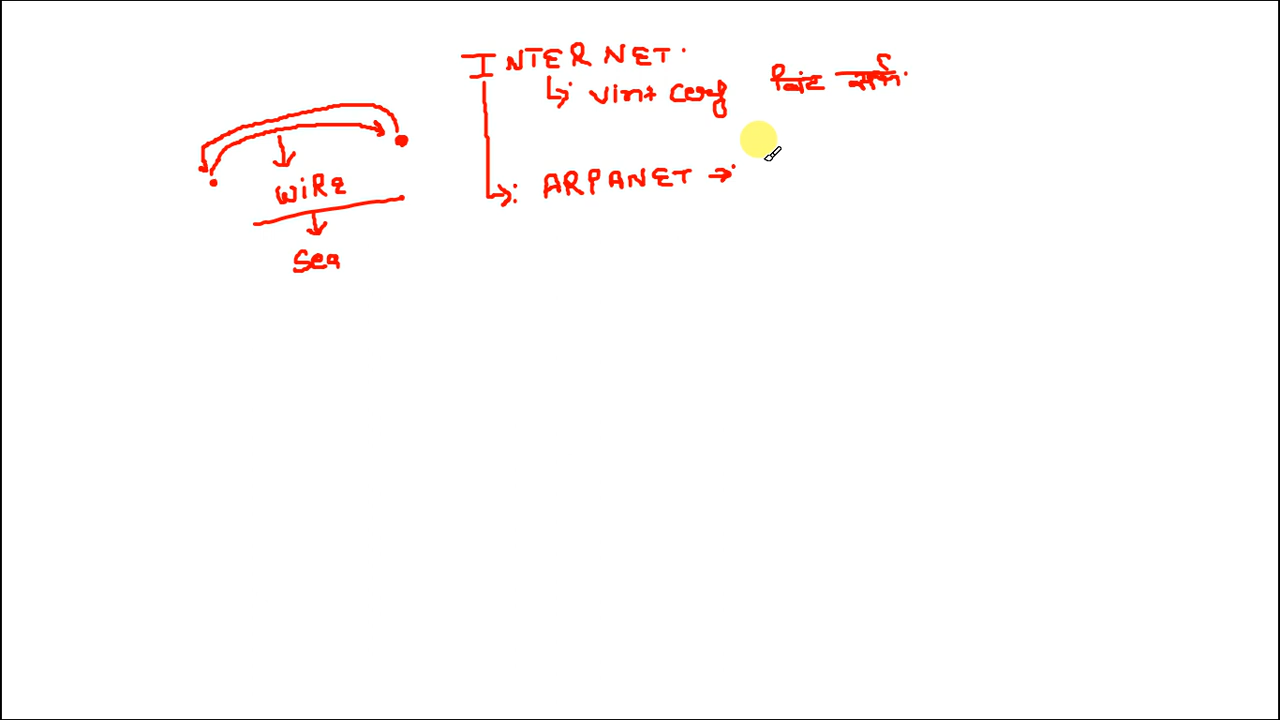 INTERNET.
vint Cerf
ARPANET →
WiRE
Sea